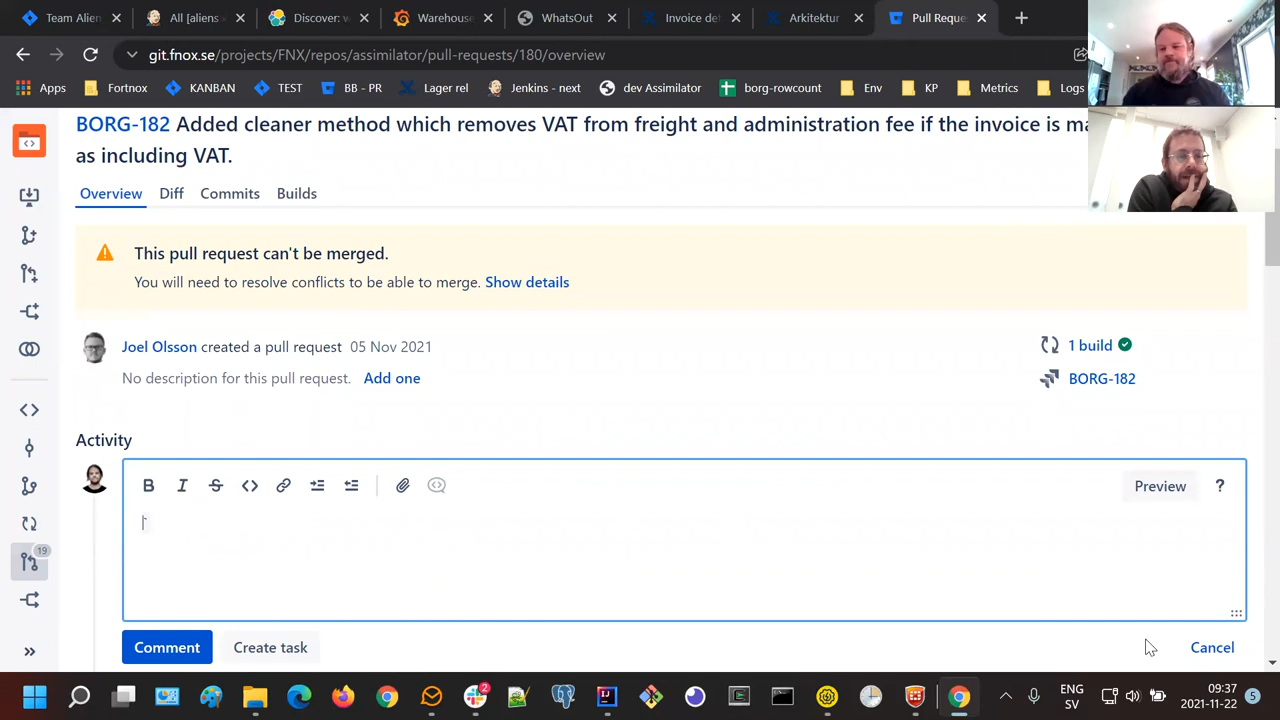 Team Alien
All [aliens
Discover: w
Warehouse
WhatsOut
Invoice det
Arkitektur
Pull Reque
git.fnox.se/projects/FNX/repos/assimilator/pull-requests/180/overview
Apps
Fortnox
KANBAN
TEST
BB - PR
Lager rel
Jenkins - next
dev Assimilator
borg-rowcount
Env
KP
Metrics
Logs
BORG-182 Added cleaner method which removes VAT from freight and administration fee if the invoice is ma
as including VAT.
Overview Diff Commits Builds
This pull request can't be merged.
You will need to resolve conflicts to be able to merge. Show details
Joel Olsson created a pull request 05 Nov 2021
1 build
No description for this pull request. Add one
BORG-182
Activity
Preview ?
Comment Create task Cancel
19
2
ENG
SV
09:37
2021-11-22
5